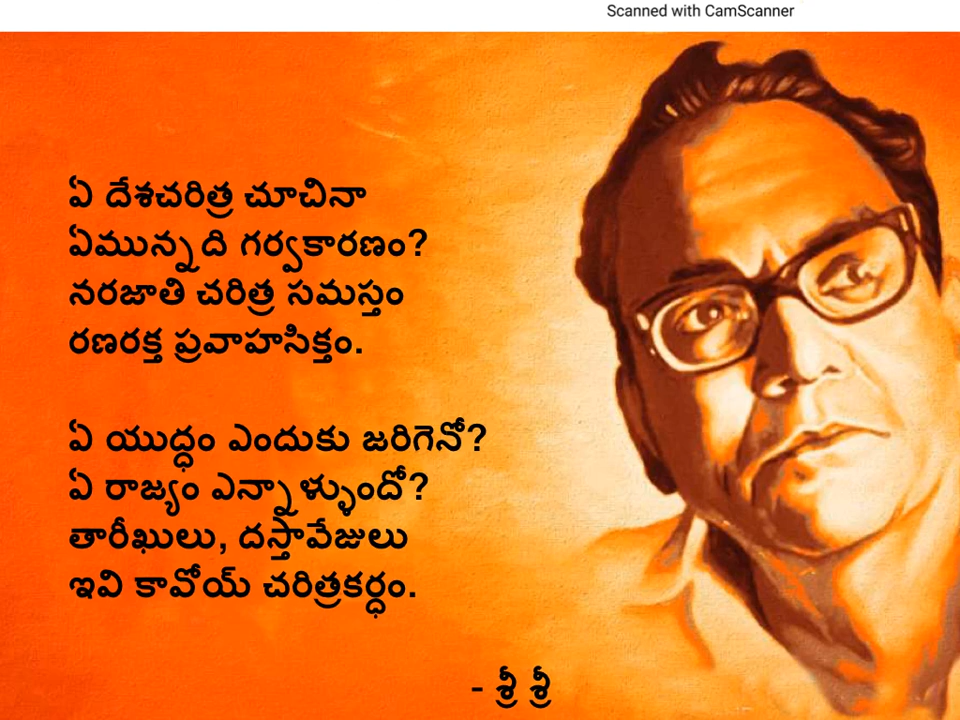 Scanned with CamScanner
ఏ దేశచరిత్ర చూచినా
ఏమున్నది గర్వకారణం?
నరజాతి చరిత్ర సమస్తం
రణరక్త ప్రవాహసిక్తం.
ఏ యుద్ధం ఎందుకు జరిగెనో?
ఏ రాజ్యం ఎన్నాళ్ళుందో?
తారీఖులు, దస్తావేజులు
ఇవి కావోయ్ చరిత్రకర్ధం.
- శ్రీ శ్రీ